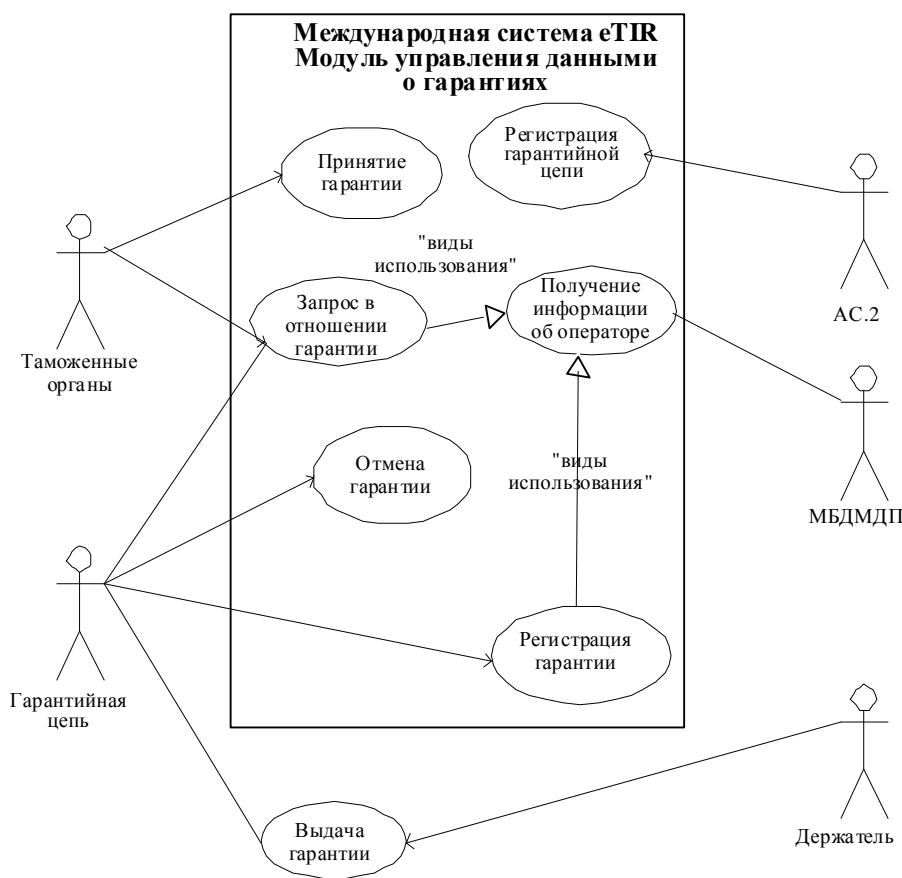 Международная система eTIR
Модуль управления данными
о гарантиях
Принятие
гарантии
Регистрация
гарантийной
цепи
"виды
использования"
Запрос в
отношении
гарантии
Получение
информации
об операторе
Таможенные
органы
АС.2
Отмена
гарантии
"виды
использования"
МБДМДП
Регистрация
гарантии
Гарантийная
цепь
Выдача
гарантии
Держатель